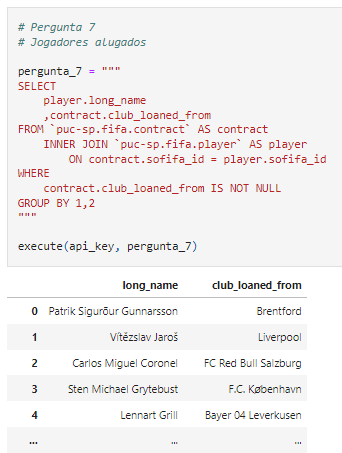 # Pergunta 7
# Jogadores alugados
pergunta_7 = """
SELECT
player.long_name
,contract.club_loaned_from
FROM `puc-sp.fifa.contract` AS contract
INNER JOIN `puc-sp.fifa.player` AS player
ON contract.sofifa_id = player.sofifa_id
WHERE
contract.club_loaned_from IS NOT NULL
GROUP BY 1,2
"""
execute(api_key, pergunta_7)
long_name club_loaned_from
0 Patrik Sigurður Gunnarsson Brentford
1 Vítězslav Jaroš Liverpool
2 Carlos Miguel Coronel FC Red Bull Salzburg
3 Sten Michael Grytebust F.C. København
4 Lennart Grill Bayer 04 Leverkusen
... ... ...